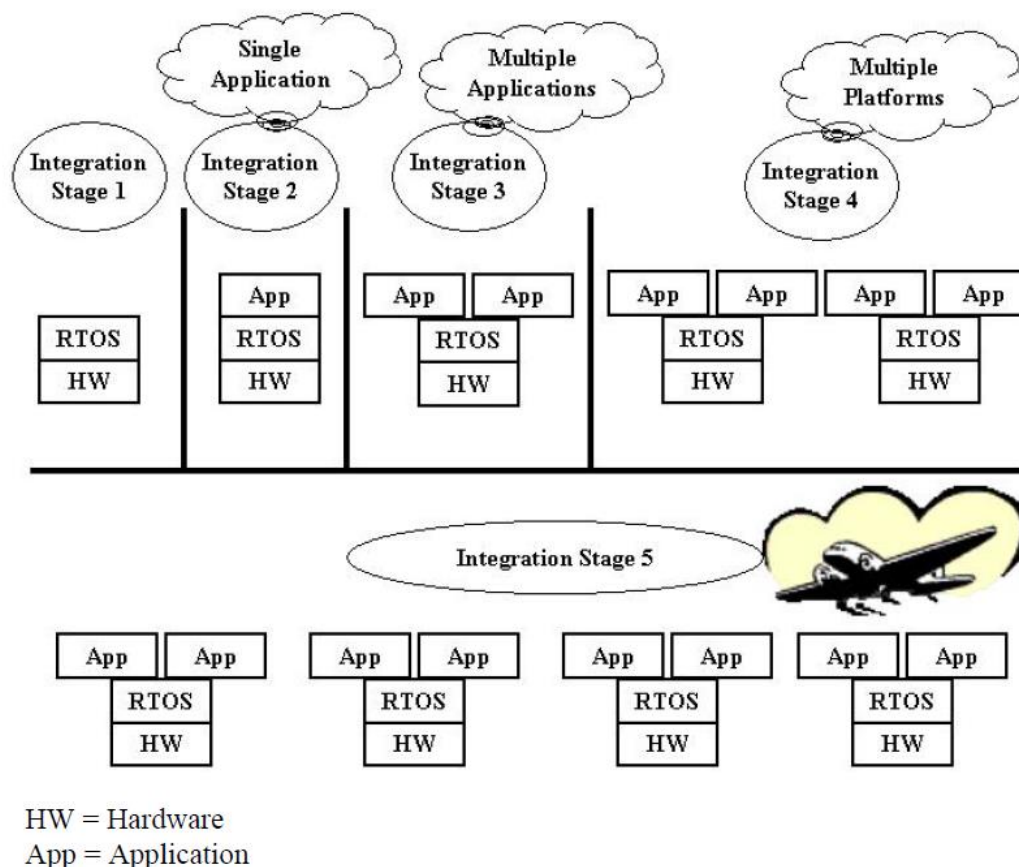 Single
Application
Multiple
Applications
Multiple
Platforms
Integration
Stage 1
Integration
Stage 2
Integration
Stage 3
Integration
Stage 4
RTOS
HW
App
RTOS
HW
App App
RTOS
HW
App App App App
RTOS RTOS
HW HW
Integration Stage 5
App App App App App App App App
RTOS RTOS RTOS RTOS
HW HW HW HW
HW = Hardware
App = Application